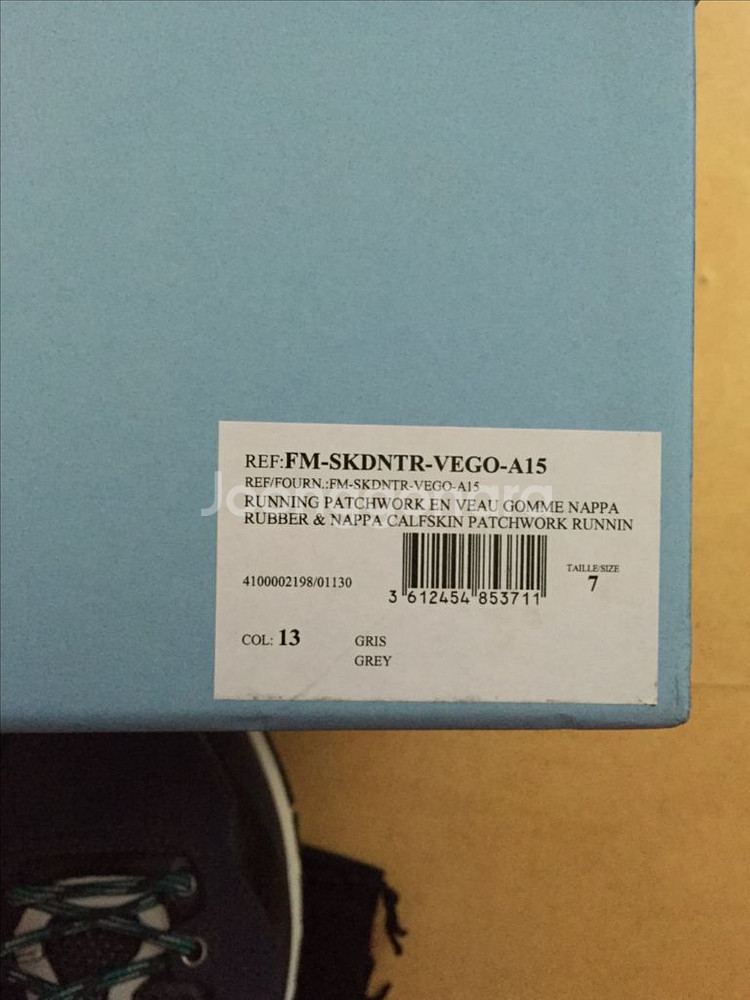 REF:FM-SKDNTR-VEGO-A15
REF/FOURN.:FM-SKDNTR-VEGO-A15
RUNNING PATCHWORK EN VEAU GOMME NAPPA
RUBBER & NAPPA CALFSKIN PATCHWORK RUNNIN
4100002198/01130
3 612454 853711
TAILLE/SIZE
7
COL: 13 GRIS
GREY